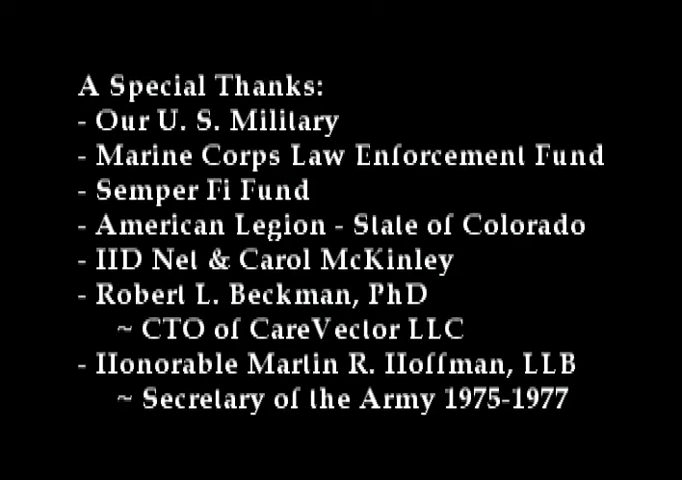 A Special Thanks:
- Our U. S. Military
- Marine Corps Law Enforcement Fund
- Semper Fi Fund
- American Legion - State of Colorado
- HD Net & Carol McKinley
- Robert L. Beckman, PhD
~ CTO of CareVector LLC
- Honorable Martin R. Hoffman, LLB
~ Secretary of the Army 1975-1977